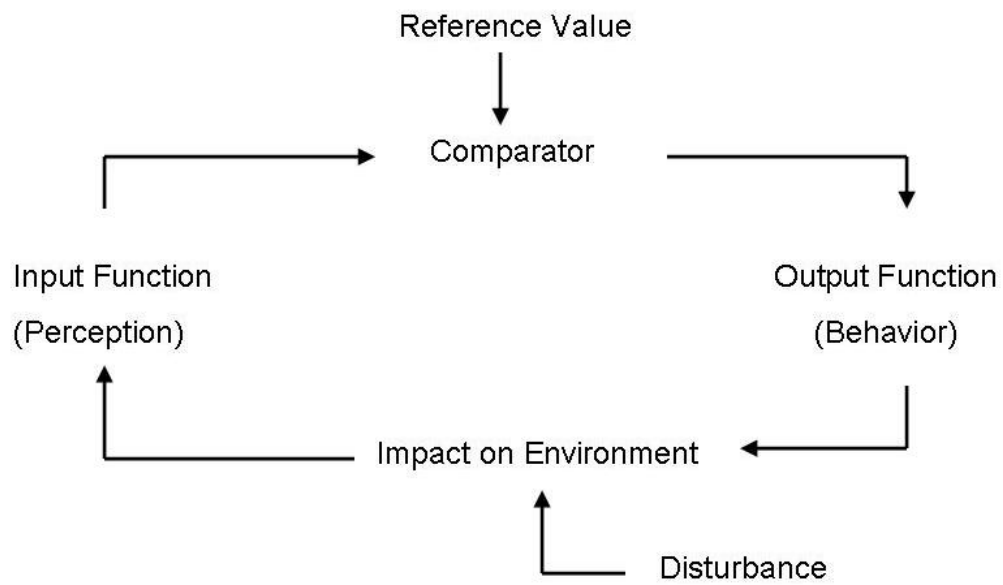 Reference Value
Comparator
Input Function
(Perception)
Output Function
(Behavior)
Impact on Environment
Disturbance